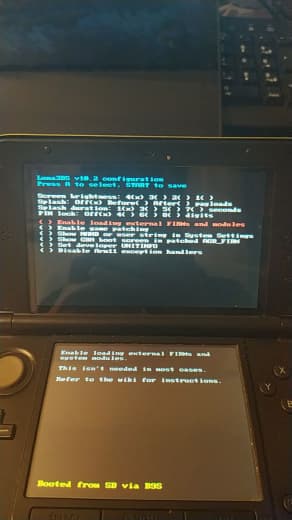 Luma3DS v10.2 configuration
Press A to select, START to save
Screen brightness: 4(x) 3( ) 2( ) 1( )
Splash: Off(x) Before( ) After( ) payloads
Splash duration: 1(x) 3( ) 5( ) 7( ) seconds
PIN lock: Off(x) 4( ) 6( ) 8( ) digits
( ) Enable loading external FIRMs and modules
( ) Enable game patching
( ) Show NAND or user string in System Settings
( ) Show GBA boot screen in patched AGB_FIRM
( ) Set developer UNITINFO
( ) Disable Arm11 exception handlers
Enable loading external FIRMs and
system modules.
This isn't needed in most cases.
Refer to the wiki for instructions.
Booted from SD via B9S
X
Y
B